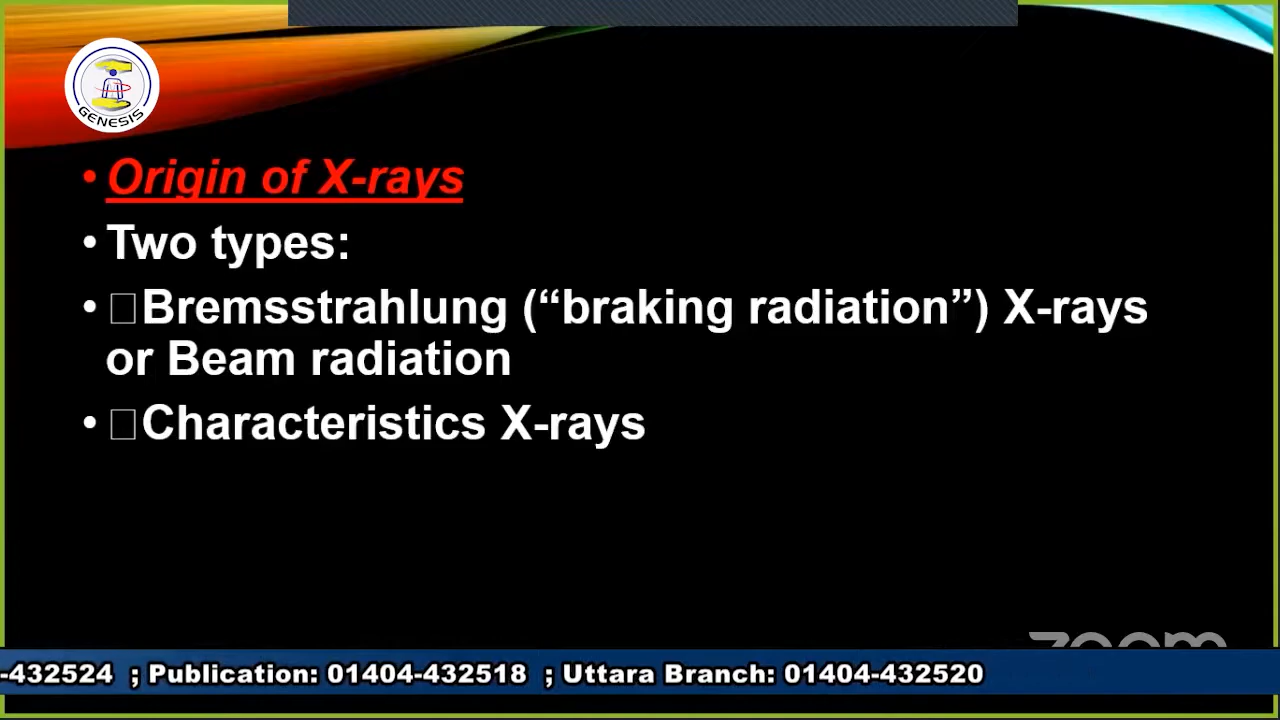 GENESIS
• Origin of X-rays
• Two types:
• □Bremsstrahlung (“braking radiation”) X-rays
or Beam radiation
• □Characteristics X-rays
zoom
-432524 ; Publication: 01404-432518 ; Uttara Branch: 01404-432520